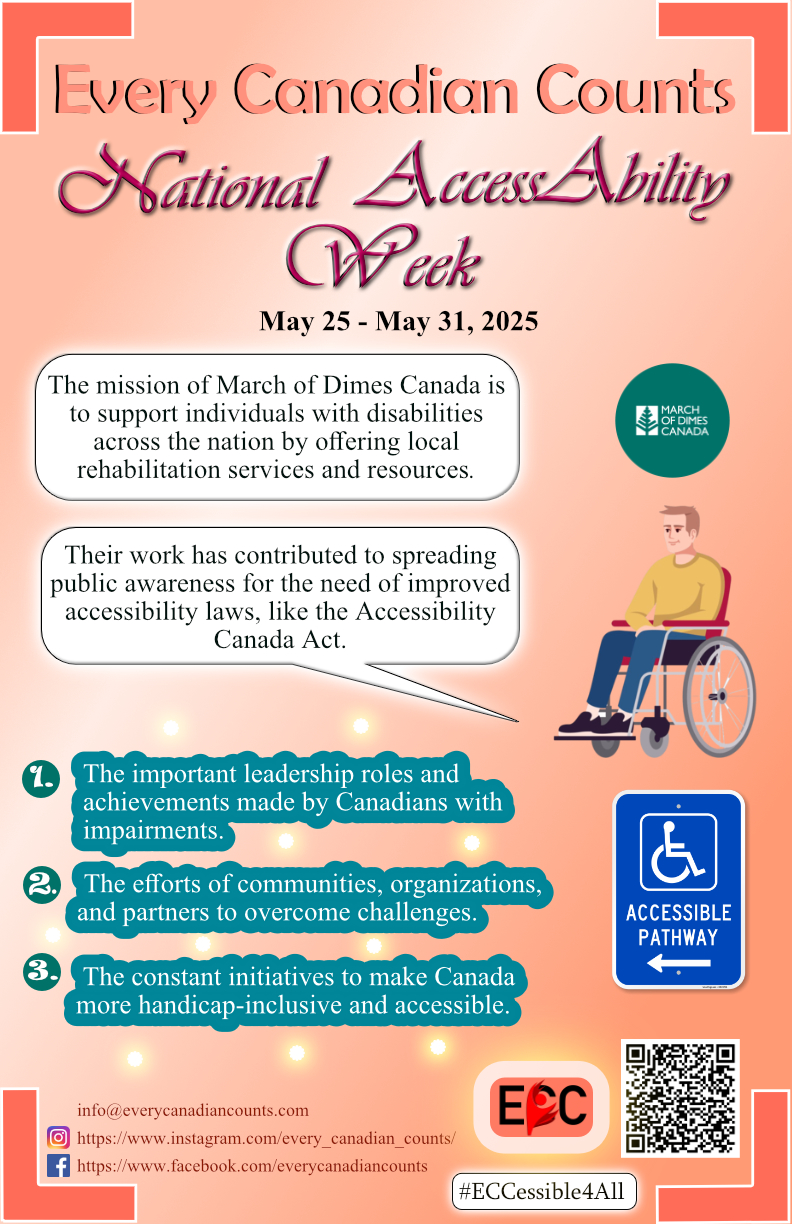 Every Canadian Counts
National AccessAbility
Week
May 25 - May 31, 2025
The mission of March of Dimes Canada is
to support individuals with disabilities
across the nation by offering local
rehabilitation services and resources.
MARCH
OF DIMES
CANADA
Their work has contributed to spreading
public awareness for the need of improved
accessibility laws, like the Accessibility
Canada Act.
1. The important leadership roles and
achievements made by Canadians with
impairments.
2. The efforts of communities, organizations,
and partners to overcome challenges.
3. The constant initiatives to make Canada
more handicap-inclusive and accessible.
ACCESSIBLE
PATHWAY
ECC
info@everycanadiancounts.com
https://www.instagram.com/every_canadian_counts/
https://www.facebook.com/everycanadiancounts
#ECCessible4All